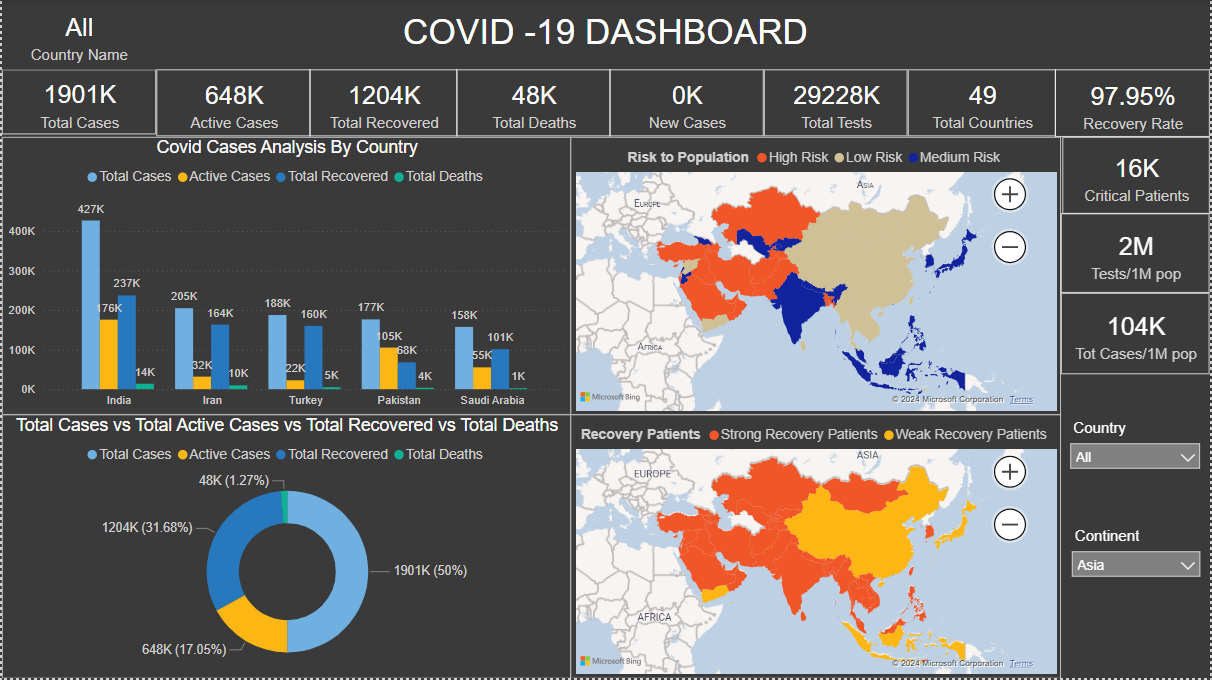 All
Country Name
COVID -19 DASHBOARD
1901K
Total Cases
648K
Active Cases
1204K
Total Recovered
48K
Total Deaths
0K
New Cases
29228K
Total Tests
49
Total Countries
97.95%
Recovery Rate
Covid Cases Analysis By Country
Total Cases Active Cases Total Recovered Total Deaths
400K
300K
200K
100K
0K
427K
176K
237K
14K
205K
32K
164K
10K
188K
22K
160K
5K
177K
105K
68K
4K
158K
55K
101K
1K
India
Iran
Turkey
Pakistan
Saudi Arabia
Risk to Population High Risk Low Risk Medium Risk
Asia
Europe
Africa
Microsoft Bing
© 2024 Microsoft Corporation Terms
16K
Critical Patients
2M
Tests/1M pop
104K
Tot Cases/1M pop
Total Cases vs Total Active Cases vs Total Recovered vs Total Deaths
Total Cases Active Cases Total Recovered Total Deaths
48K (1.27%)
1204K (31.68%)
1901K (50%)
648K (17.05%)
Recovery Patients Strong Recovery Patients Weak Recovery Patients
ASIA
EUROPE
AFRICA
Microsoft Bing
© 2024 Microsoft Corporation Terms
Country
All
Continent
Asia